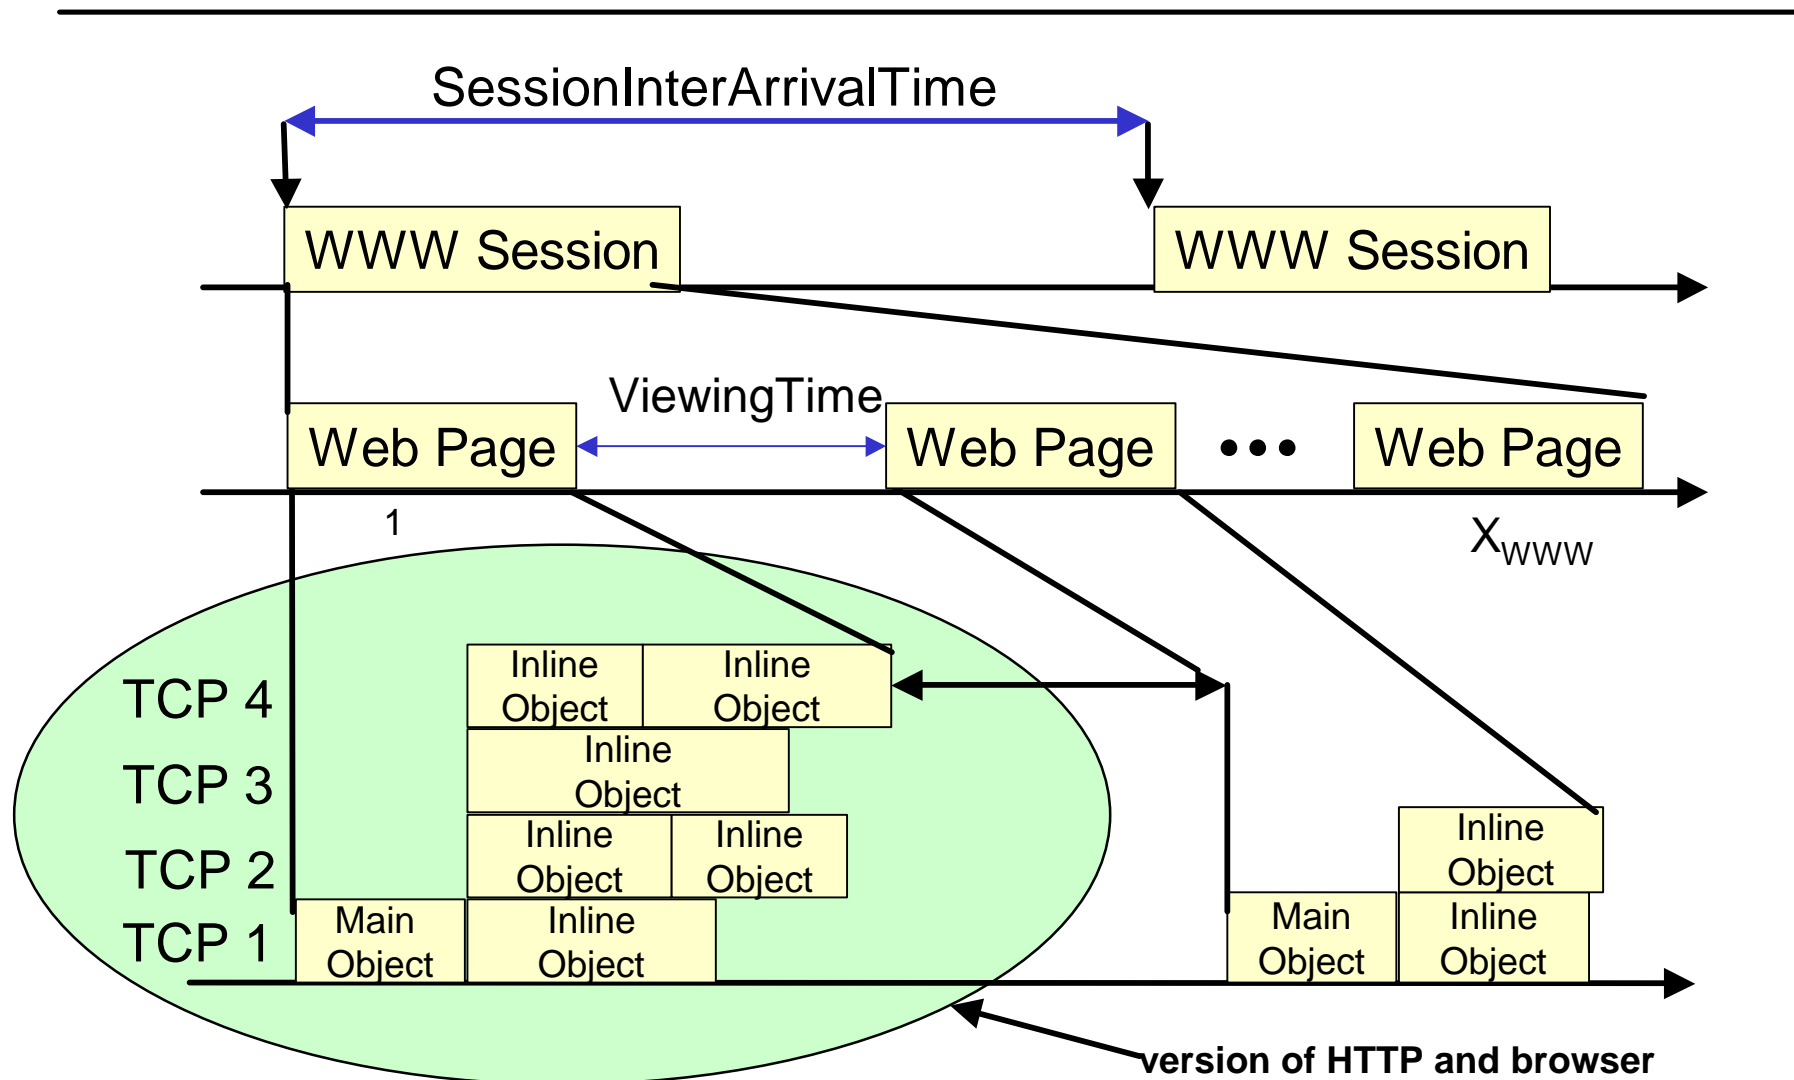 SessionInterArrivalTime
WWW Session
WWW Session
ViewingTime
Web Page
Web Page
•••
Web Page
1
XWWW
TCP 4
Inline
Object
Inline
Object
TCP 3
Inline
Object
TCP 2
Inline
Object
Inline
Object
Inline
Object
TCP 1
Main
Object
Inline
Object
Main
Object
Inline
Object
version of HTTP and browser